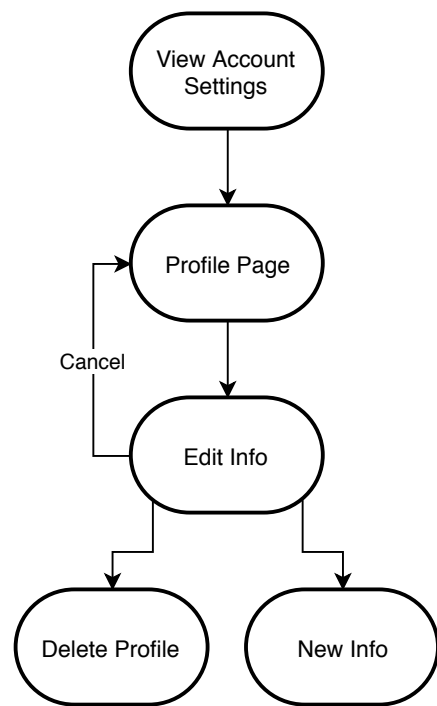 View Account
Settings
Profile Page
Cancel
Edit Info
Delete Profile
New Info